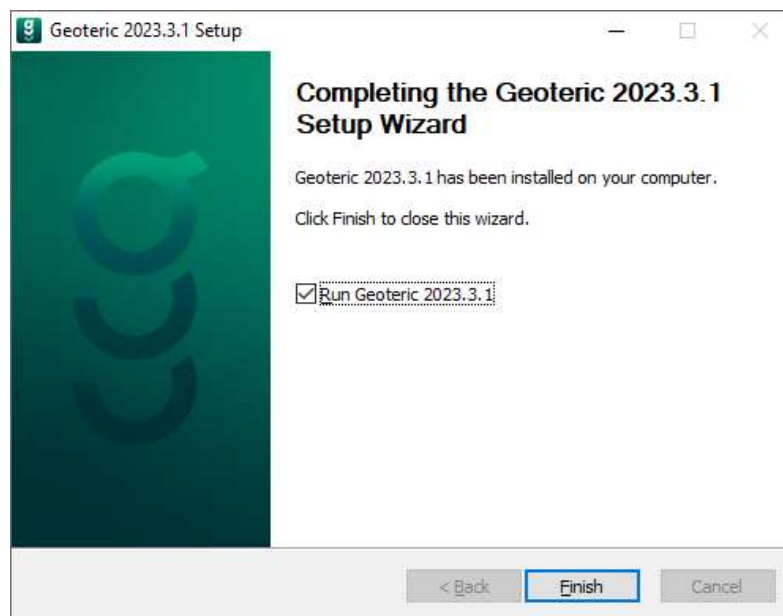 Geoteric 2023.3.1 Setup
Completing the Geoteric 2023.3.1
Setup Wizard
Geoteric 2023.3.1 has been installed on your computer.
Click Finish to close this wizard.
Run Geoteric 2023.3.1
< Back
Finish
Cancel